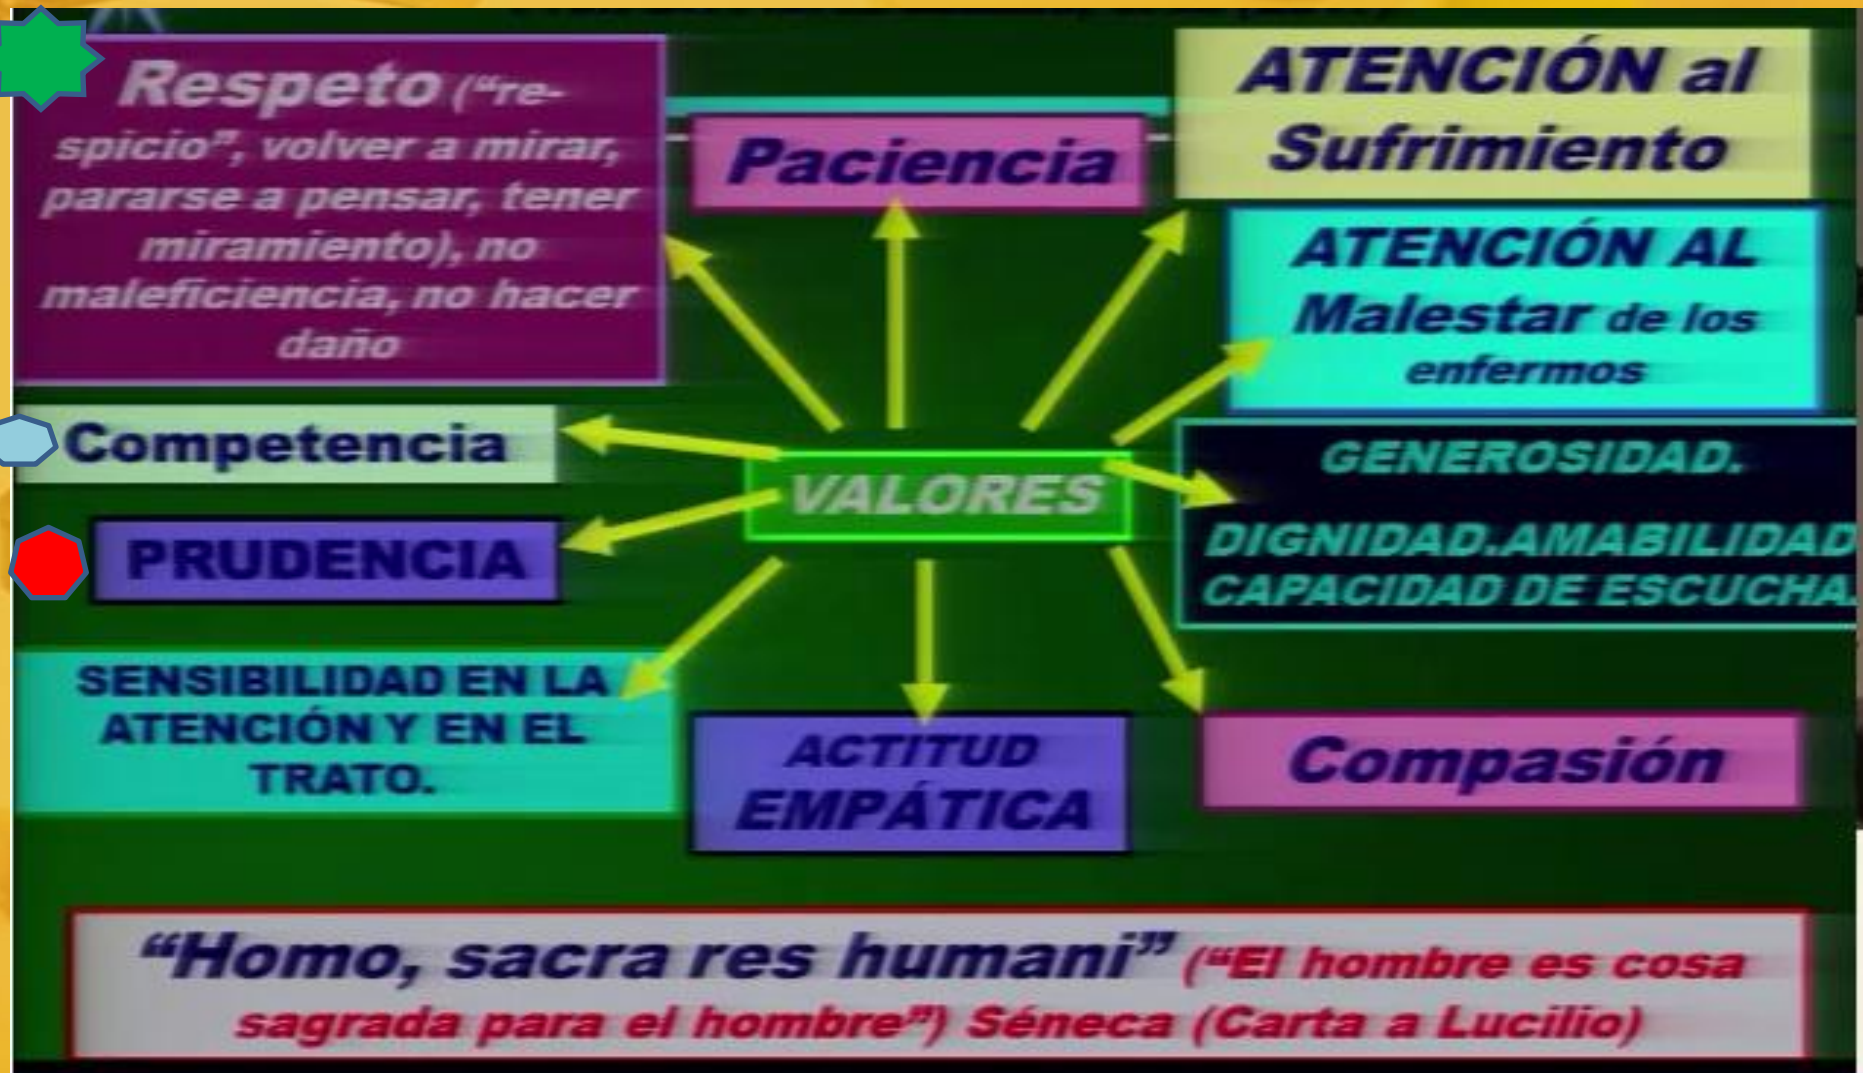 Respeto (“re-
spicio”, volver a mirar,
pararse a pensar, tener
miramiento), no
maleficiencia, no hacer
daño
Paciencia
ATENCIÓN al
Sufrimiento
ATENCIÓN AL
Malestar de los
enfermos
Competencia
VALORES
GENEROSIDAD.
DIGNIDAD.AMABILIDAD
CAPACIDAD DE ESCUCHA.
PRUDENCIA
SENSIBILIDAD EN LA
ATENCIÓN Y EN EL
TRATO.
ACTITUD
EMPÁTICA
Compasión
“Homo, sacra res humani” (“El hombre es cosa
sagrada para el hombre”) Séneca (Carta a Lucilio)